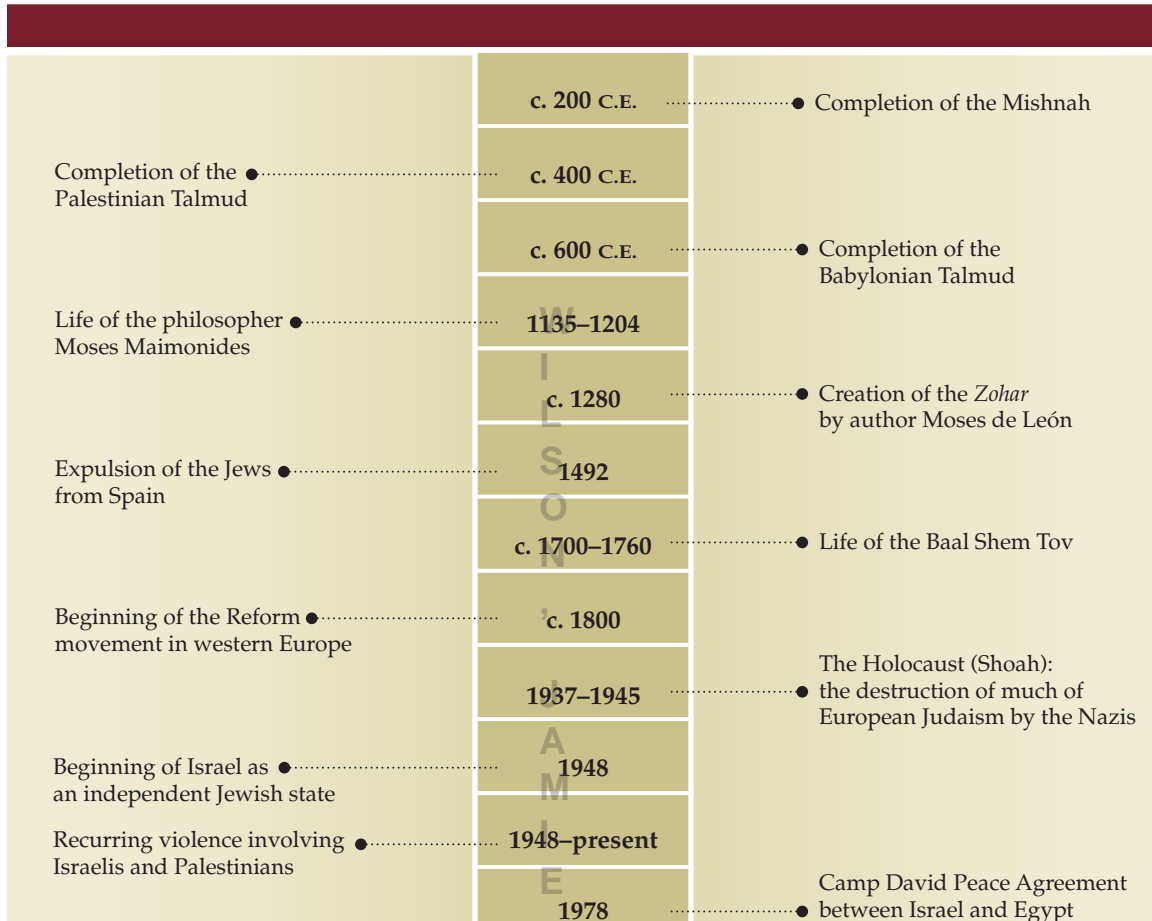 c. 200 C.E.
Completion of the Mishnah
Completion of the
Palestinian Talmud
c. 400 C.E.
c. 600 C.E.
Completion of the
Babylonian Talmud
Life of the philosopher
Moses Maimonides
1135–1204
c. 1280
Creation of the Zohar
by author Moses de León
Expulsion of the Jews
from Spain
1492
c. 1700–1760
Life of the Baal Shem Tov
Beginning of the Reform
movement in western Europe
c. 1800
1937–1945
The Holocaust (Shoah):
the destruction of much of
European Judaism by the Nazis
Beginning of Israel as
an independent Jewish state
1948
Recurring violence involving
Israelis and Palestinians
1948–present
1978
Camp David Peace Agreement
between Israel and Egypt
WILSON, JAMIE